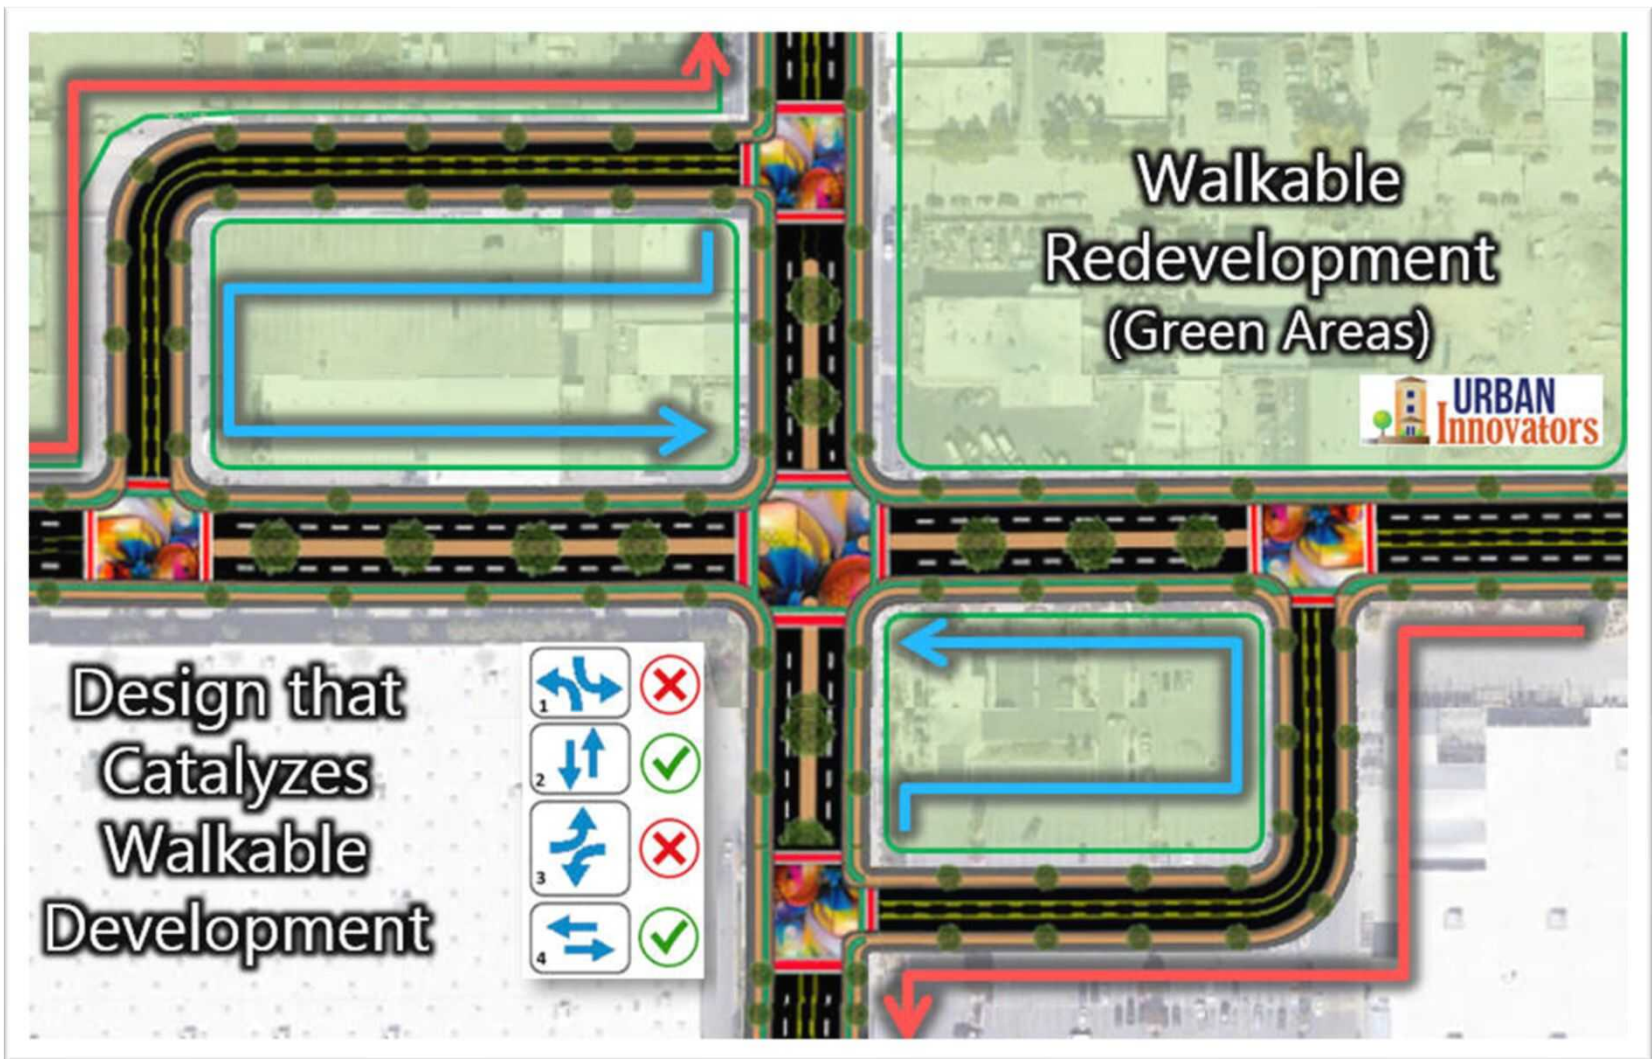 Walkable
Redevelopment
(Green Areas)
URBAN
Innovators
Design that
Catalyzes
Walkable
Development
1
2
3
4